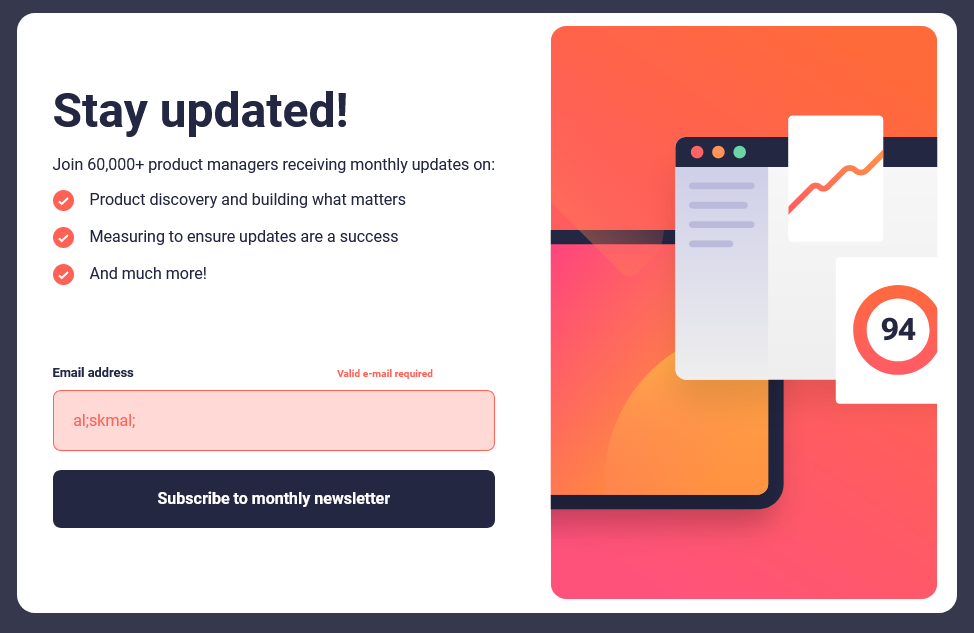 Stay updated!
Join 60,000+ product managers receiving monthly updates on:
Product discovery and building what matters
Measuring to ensure updates are a success
And much more!
Email address
Valid e-mail required
al;skmal;
Subscribe to monthly newsletter
94